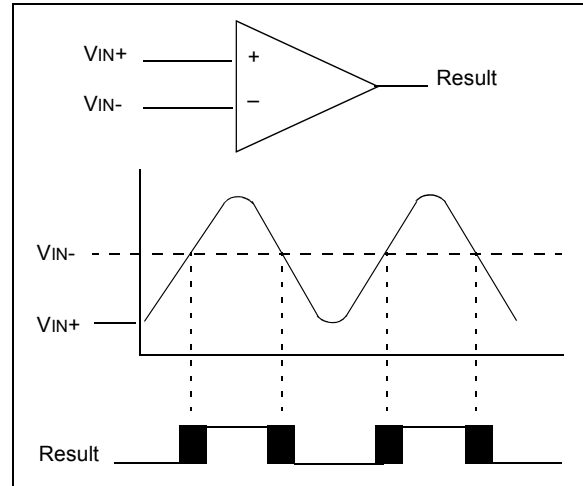 VIN+
+
Result
VIN-
–
VIN-
VIN+
Result